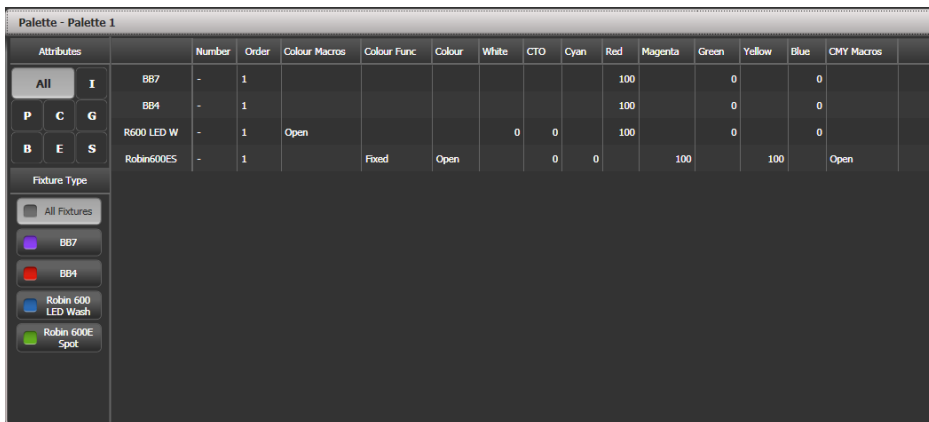 Palette - Palette 1
Attributes Number Order Colour Macros Colour Func Colour White CTO Cyan Red Magenta Green Yellow Blue CMY Macros
All I
P C G
B E S
BB7 - 1 100 0 0
BB4 - 1 100 0 0
R600 LED W - 1 Open 0 0 100 0 0
Robin600ES - 1 Fixed Open 0 0 100 100 Open
Fixture Type
All Fixtures
BB7
BB4
Robin 600
LED Wash
Robin 600E
Spot